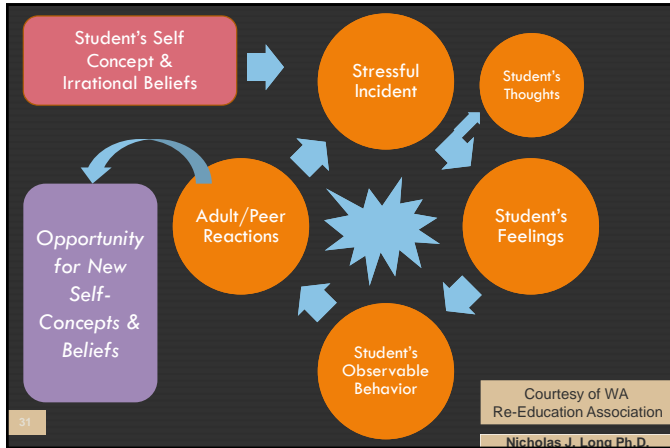 Student's Self
Concept &
Irrational Beliefs
Stressful
Incident
Student's
Thoughts
Student's
Feelings
Student's
Observable
Behavior
Adult/Peer
Reactions
Opportunity
for New
Self-
Concepts &
Beliefs
Courtesy of WA
Re-Education Association
Nicholas J. Long Ph.D.
31